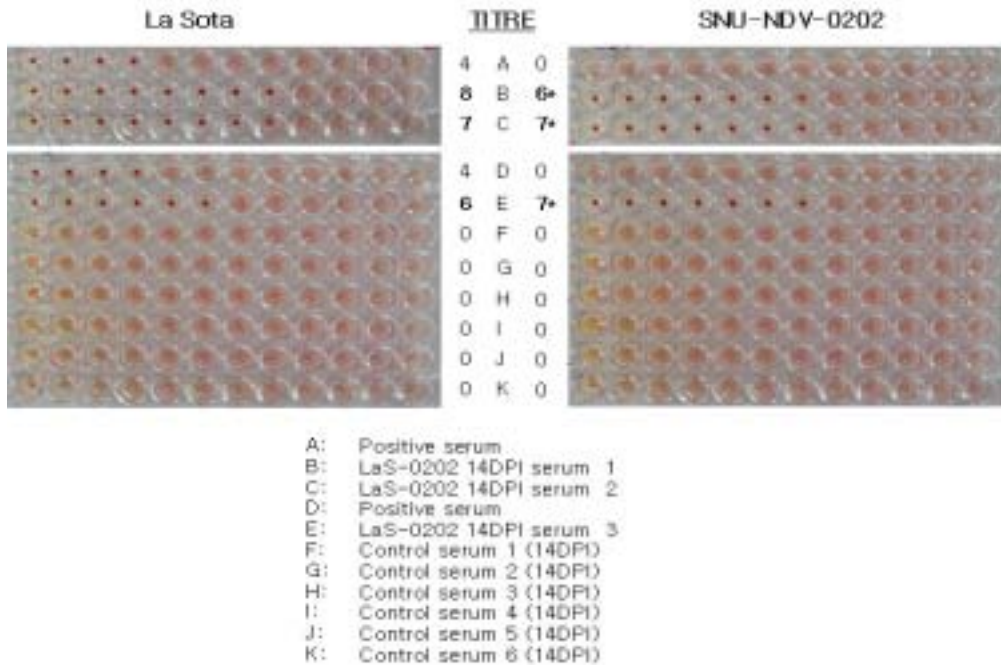 La Sota TITRE SNU-NDV-0202
4 A 0
8 B 6*
7 C 7*
4 D 0
6 E 7*
0 F 0
0 G 0
0 H 0
0 I 0
0 J 0
0 K 0
A: Positive serum
B: LaS-0202 14DPI serum 1
C: LaS-0202 14DPI serum 2
D: Positive serum
E: LaS-0202 14DPI serum 3
F: Control serum 1 (14DPI)
G: Control serum 2 (14DPI)
H: Control serum 3 (14DPI)
I: Control serum 4 (14DPI)
J: Control serum 5 (14DPI)
K: Control serum 6 (14DPI)